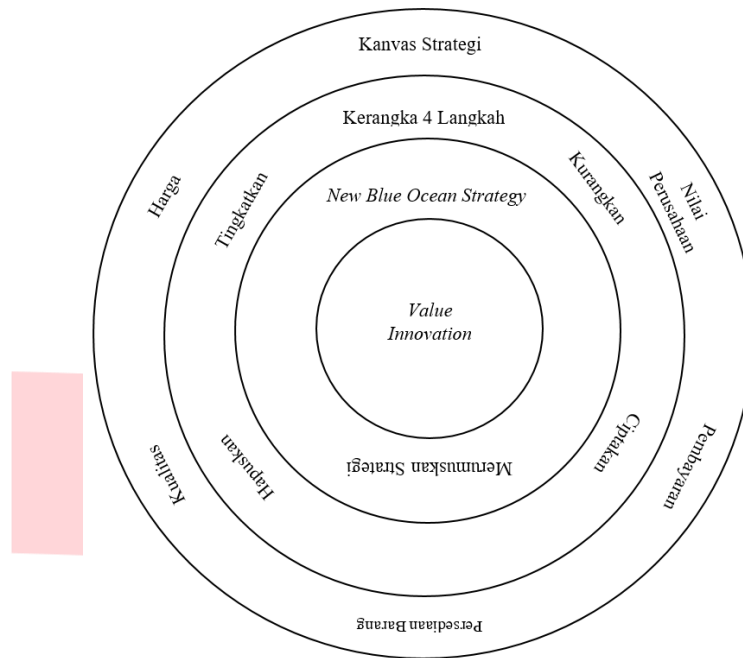 Kanvas Strategi
Kerangka 4 Langkah
Harga
Tingkatkan
Kurangkan
Nilai
Perusahaan
New Blue Ocean Strategy
Value
Innovation
Kualitas
Hapuskan
Merumuskan Strategi
Ciptakan
Pembayaran
Persediaan Barang